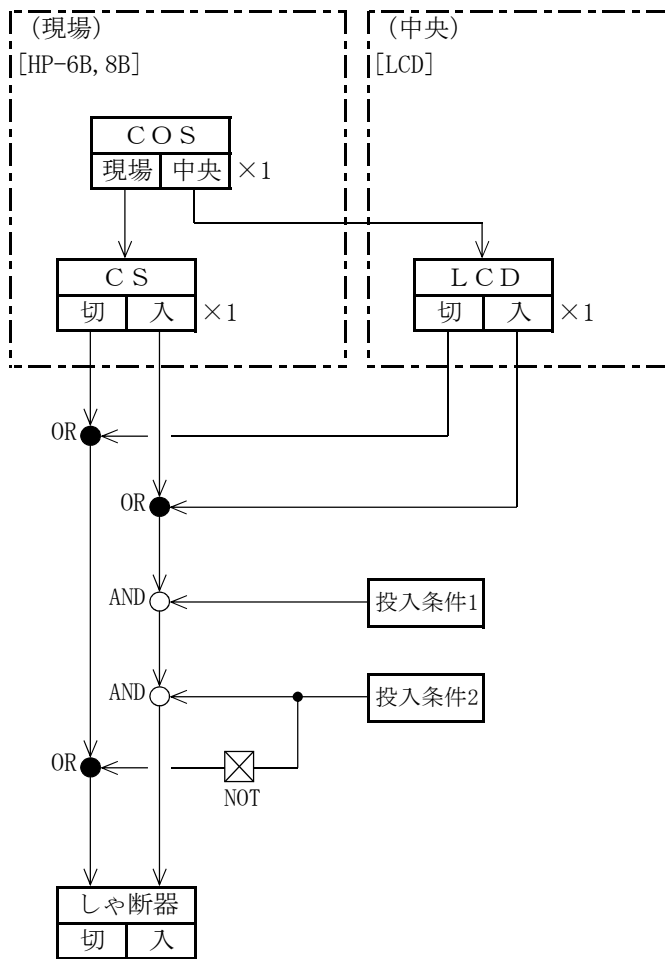 (現場)
(中央)
[HP-6B, 8B]
[LCD]
COS
現場 中央 ×1
CS
切 入 ×1
LCD
切 入 ×1
OR
OR
AND
投入条件1
AND
投入条件2
OR
NOT
しゃ断器
切 入